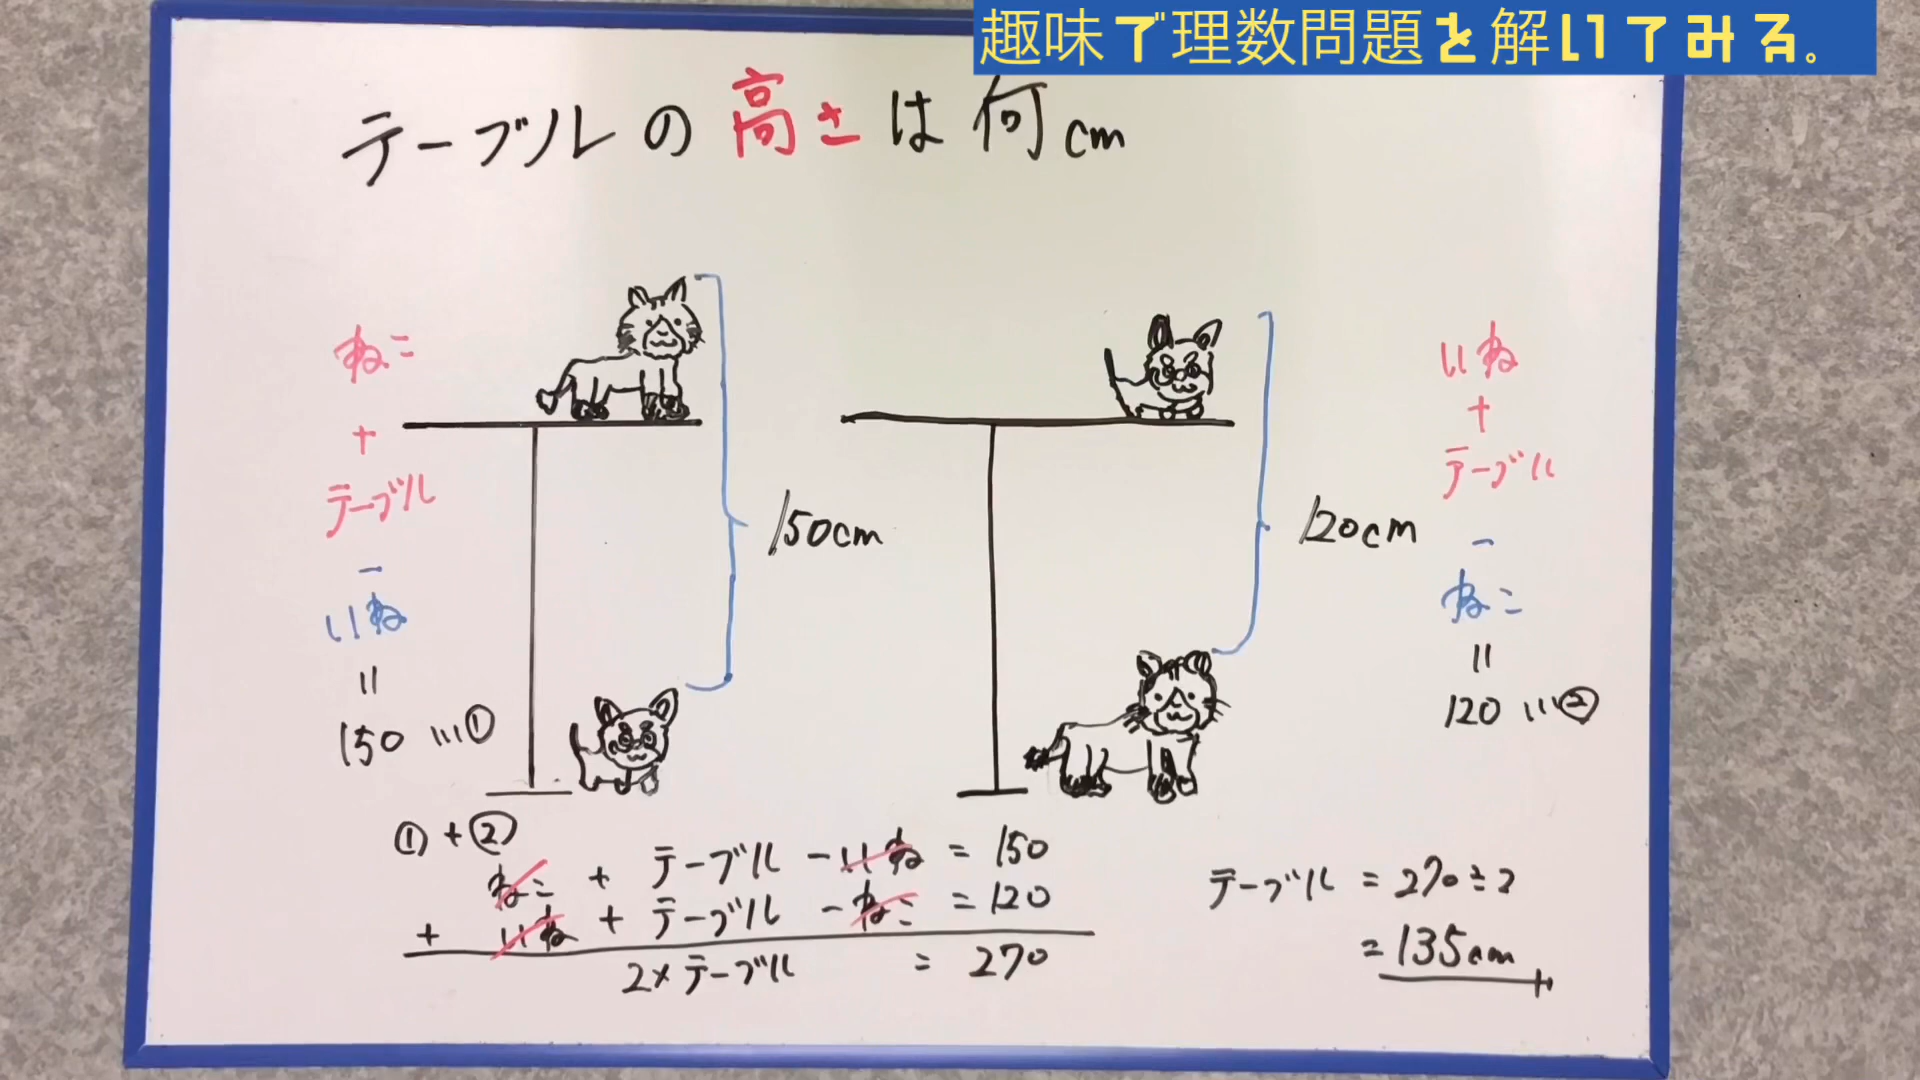 趣味で理数問題を解いてみる。
テーブルの高さは何cm
ねこ
+
テーブル
-
いぬ
=
150 …①
150cm
120cm
いぬ
+
テーブル
-
ねこ
=
120 …②
①+②
ねこ + テーブル - いぬ = 150
+ いぬ + テーブル - ねこ = 120
2×テーブル = 270
テーブル = 270÷2
= 135cm